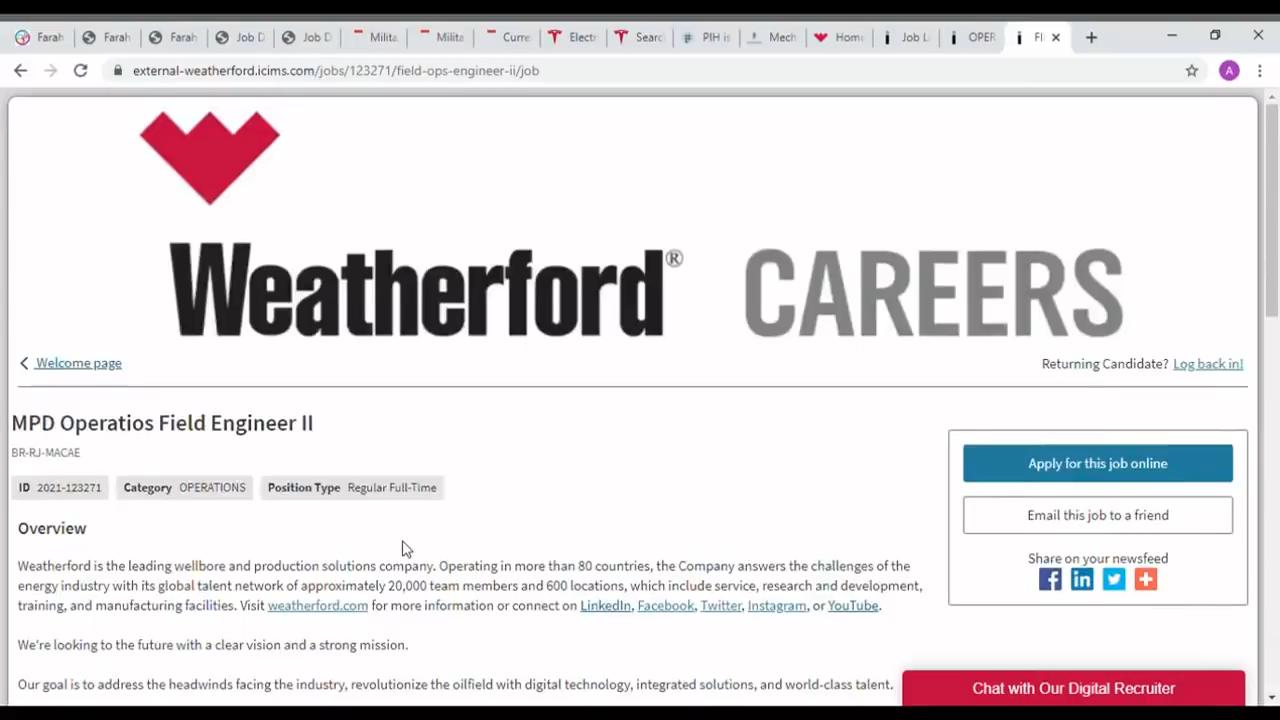 Farah
Farah
Farah
Job D
Job D
Milita
Milita
Curre
Electr
Searc
PIH is
Mech
Home
Job L
OPER
FI
external-weatherford.icims.com/jobs/123271/field-ops-engineer-ii/job
A
Weatherford® CAREERS
Welcome page
Returning Candidate? Log back in!
MPD Operatios Field Engineer II
BR-RJ-MACAE
ID 2021-123271 Category OPERATIONS Position Type Regular Full-Time
Apply for this job online
Email this job to a friend
Share on your newsfeed
Overview
Weatherford is the leading wellbore and production solutions company. Operating in more than 80 countries, the Company answers the challenges of the
energy industry with its global talent network of approximately 20,000 team members and 600 locations, which include service, research and development,
training, and manufacturing facilities. Visit weatherford.com for more information or connect on LinkedIn, Facebook, Twitter, Instagram, or YouTube.
We're looking to the future with a clear vision and a strong mission.
Our goal is to address the headwinds facing the industry, revolutionize the oilfield with digital technology, integrated solutions, and world-class talent.
Chat with Our Digital Recruiter